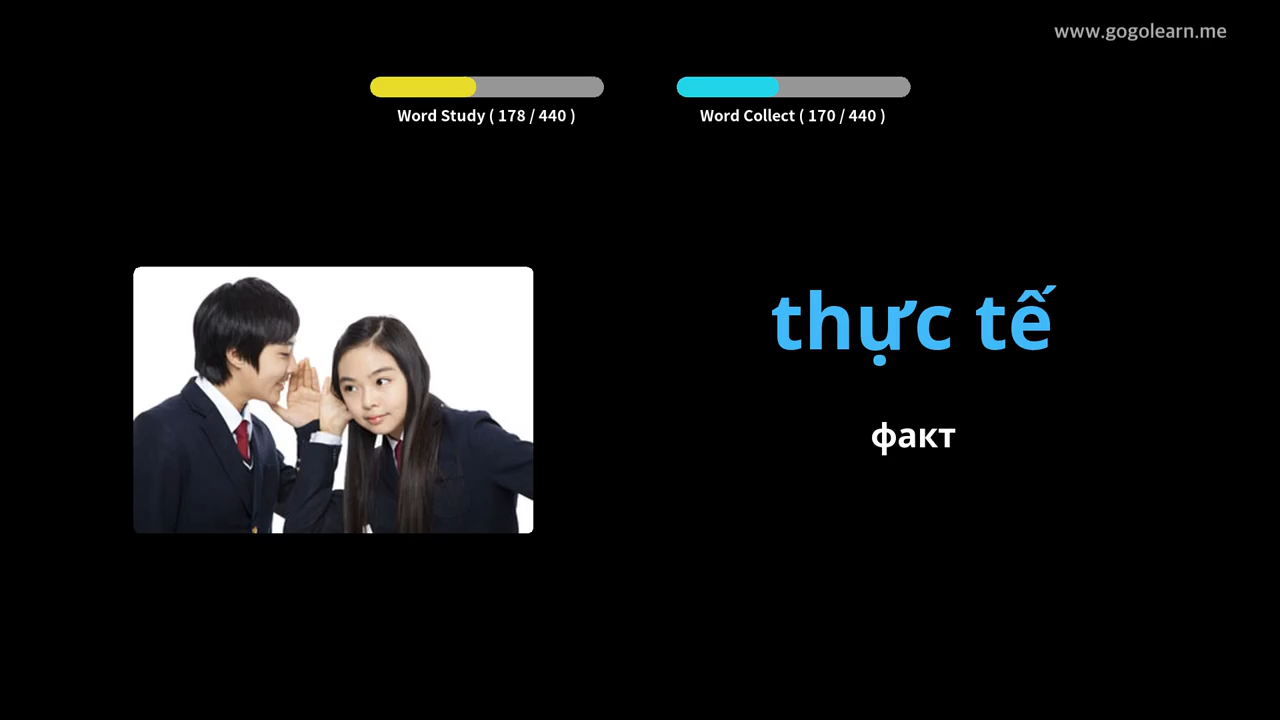 www.gogolearn.me
Word Study ( 178 / 440 )
Word Collect ( 170 / 440 )
thực tế
факт